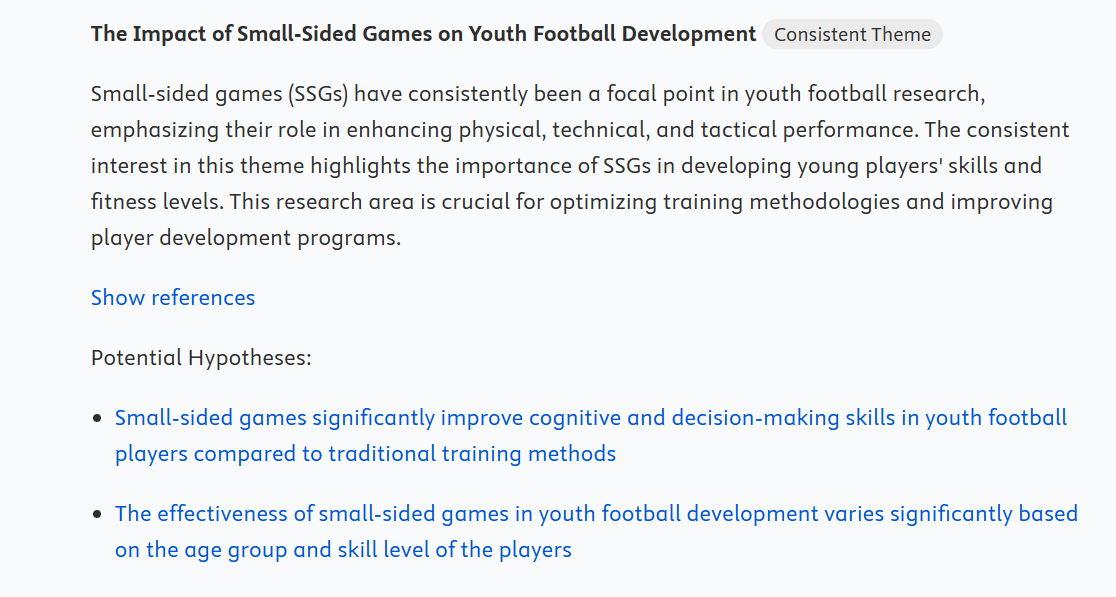 The Impact of Small-Sided Games on Youth Football Development Consistent Theme
Small-sided games (SSGs) have consistently been a focal point in youth football research,
emphasizing their role in enhancing physical, technical, and tactical performance. The consistent
interest in this theme highlights the importance of SSGs in developing young players' skills and
fitness levels. This research area is crucial for optimizing training methodologies and improving
player development programs.
Show references
Potential Hypotheses:
• Small-sided games significantly improve cognitive and decision-making skills in youth football
players compared to traditional training methods
• The effectiveness of small-sided games in youth football development varies significantly based
on the age group and skill level of the players